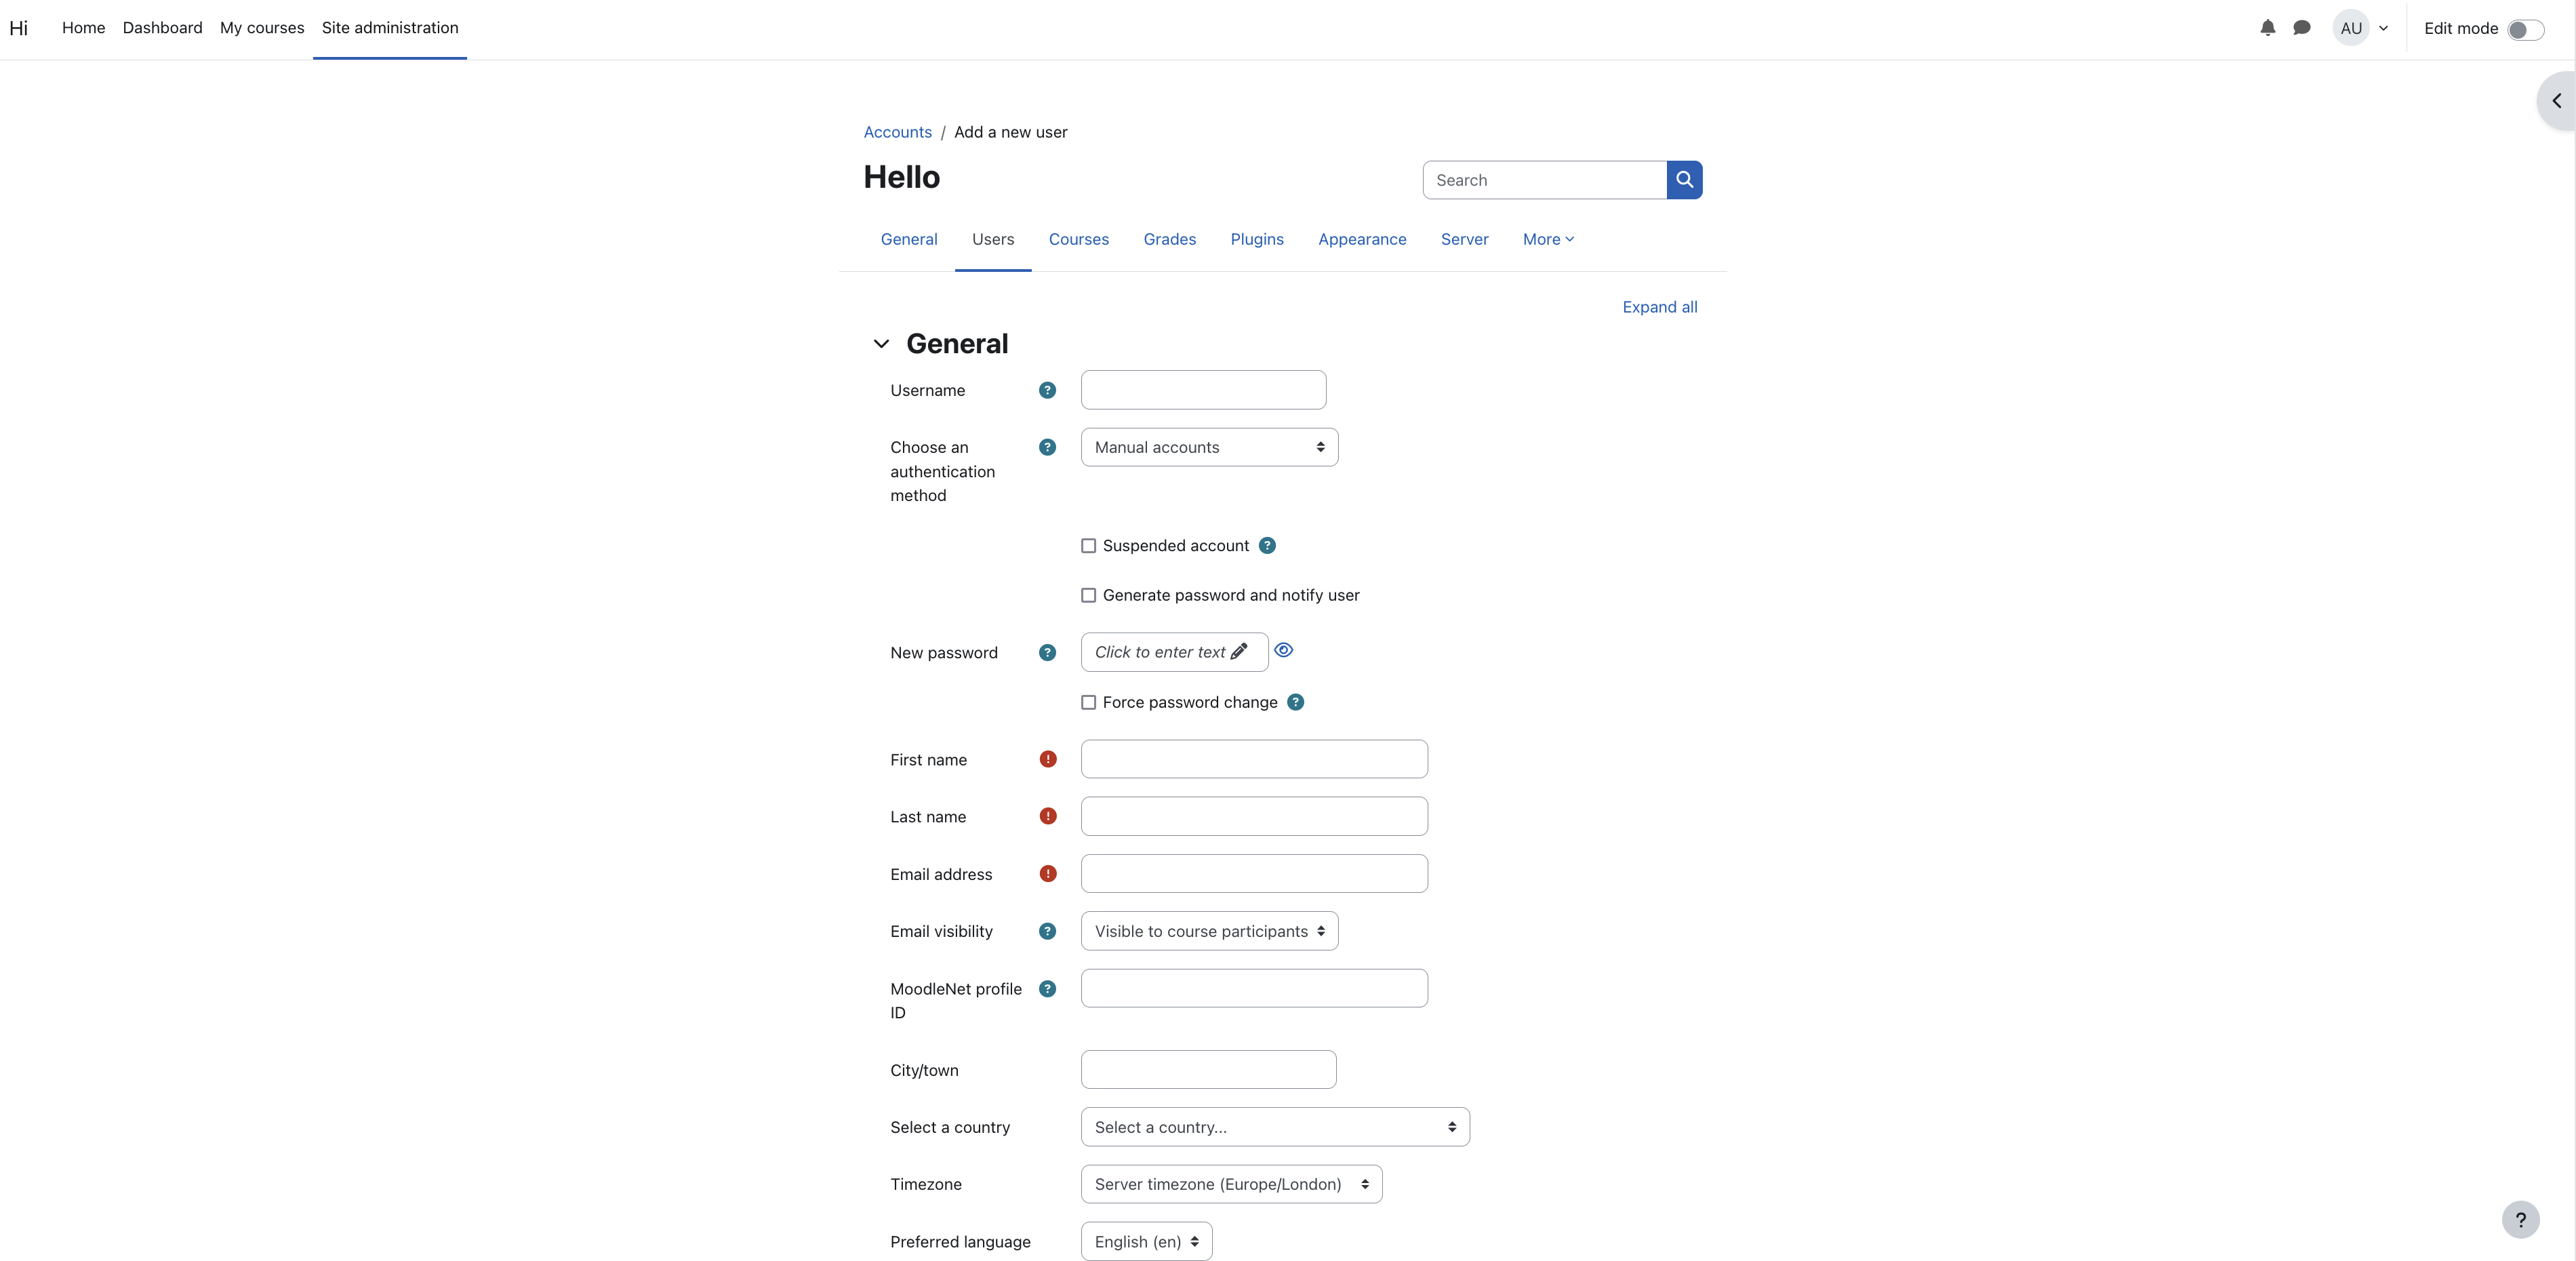 Hi Home Dashboard My courses Site administration AU Edit mode
Accounts / Add a new user
Hello
Search
General Users Courses Grades Plugins Appearance Server More
Expand all
General
Username ?
Choose an authentication method ? Manual accounts
Suspended account ?
Generate password and notify user
New password ? Click to enter text
Force password change ?
First name !
Last name !
Email address !
Email visibility ? Visible to course participants
MoodleNet profile ID ?
City/town
Select a country Select a country...
Timezone Server timezone (Europe/London)
?
Preferred language English (en)